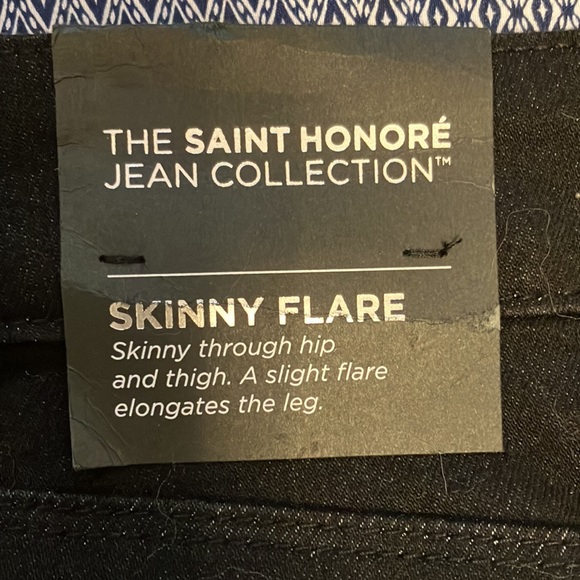 THE SAINT HONORÉ
JEAN COLLECTION™
SKINNY FLARE
Skinny through hip
and thigh. A slight flare
elongates the leg.